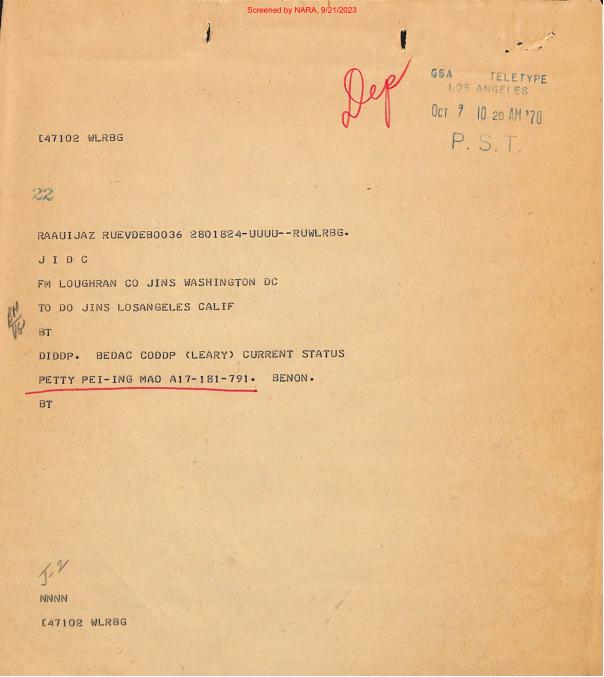 Screened by NARA, 9/21/2023
Dep
GSA TELETYPE
LOS ANGELES
OCT 7 10 20 AM '70
P. S. T.
[47102 WLRBG
22
RAAUIJAZ RUEVDEB0036 2801824-UUUU--RUWLRBG.
J I D C
FM LOUGHRAN CO JINS WASHINGTON DC
TO DO JINS LOSANGELES CALIF
BT
DIDDP. BEDAC CODDP (LEARY) CURRENT STATUS
PETTY PEI-ING MAO A17-181-791. BENON.
BT
J-2
NNNN
[47102 WLRBG